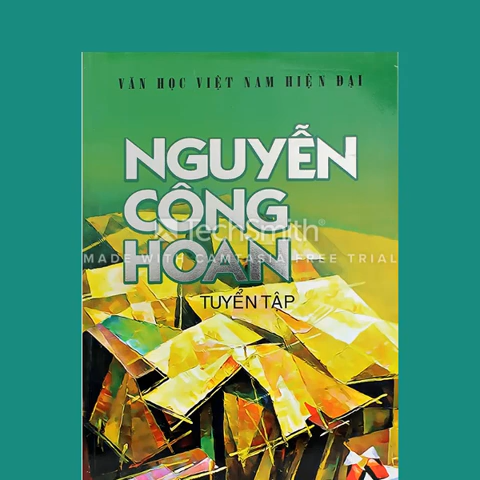 VĂN HỌC VIỆT NAM HIỆN ĐẠI
NGUYỄN
CÔNG
TechSmith®
MADE WITH CAMTASIA FREE TRIAL
HOAN
TUYỂN TẬP